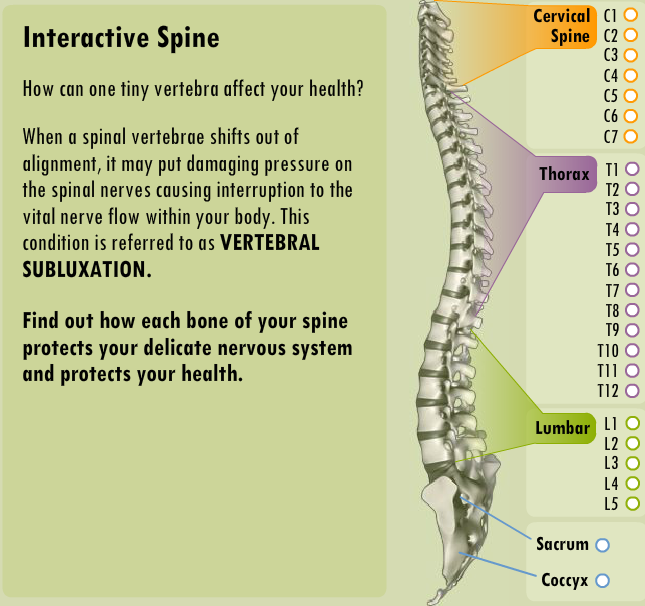 Interactive Spine
How can one tiny vertebra affect your health?
When a spinal vertebrae shifts out of
alignment, it may put damaging pressure on
the spinal nerves causing interruption to the
vital nerve flow within your body. This
condition is referred to as VERTEBRAL
SUBLUXATION.
Find out how each bone of your spine
protects your delicate nervous system
and protects your health.
Cervical
Spine
C1
C2
C3
C4
C5
C6
C7
Thorax
T1
T2
T3
T4
T5
T6
T7
T8
T9
T10
T11
T12
Lumbar
L1
L2
L3
L4
L5
Sacrum
Coccyx